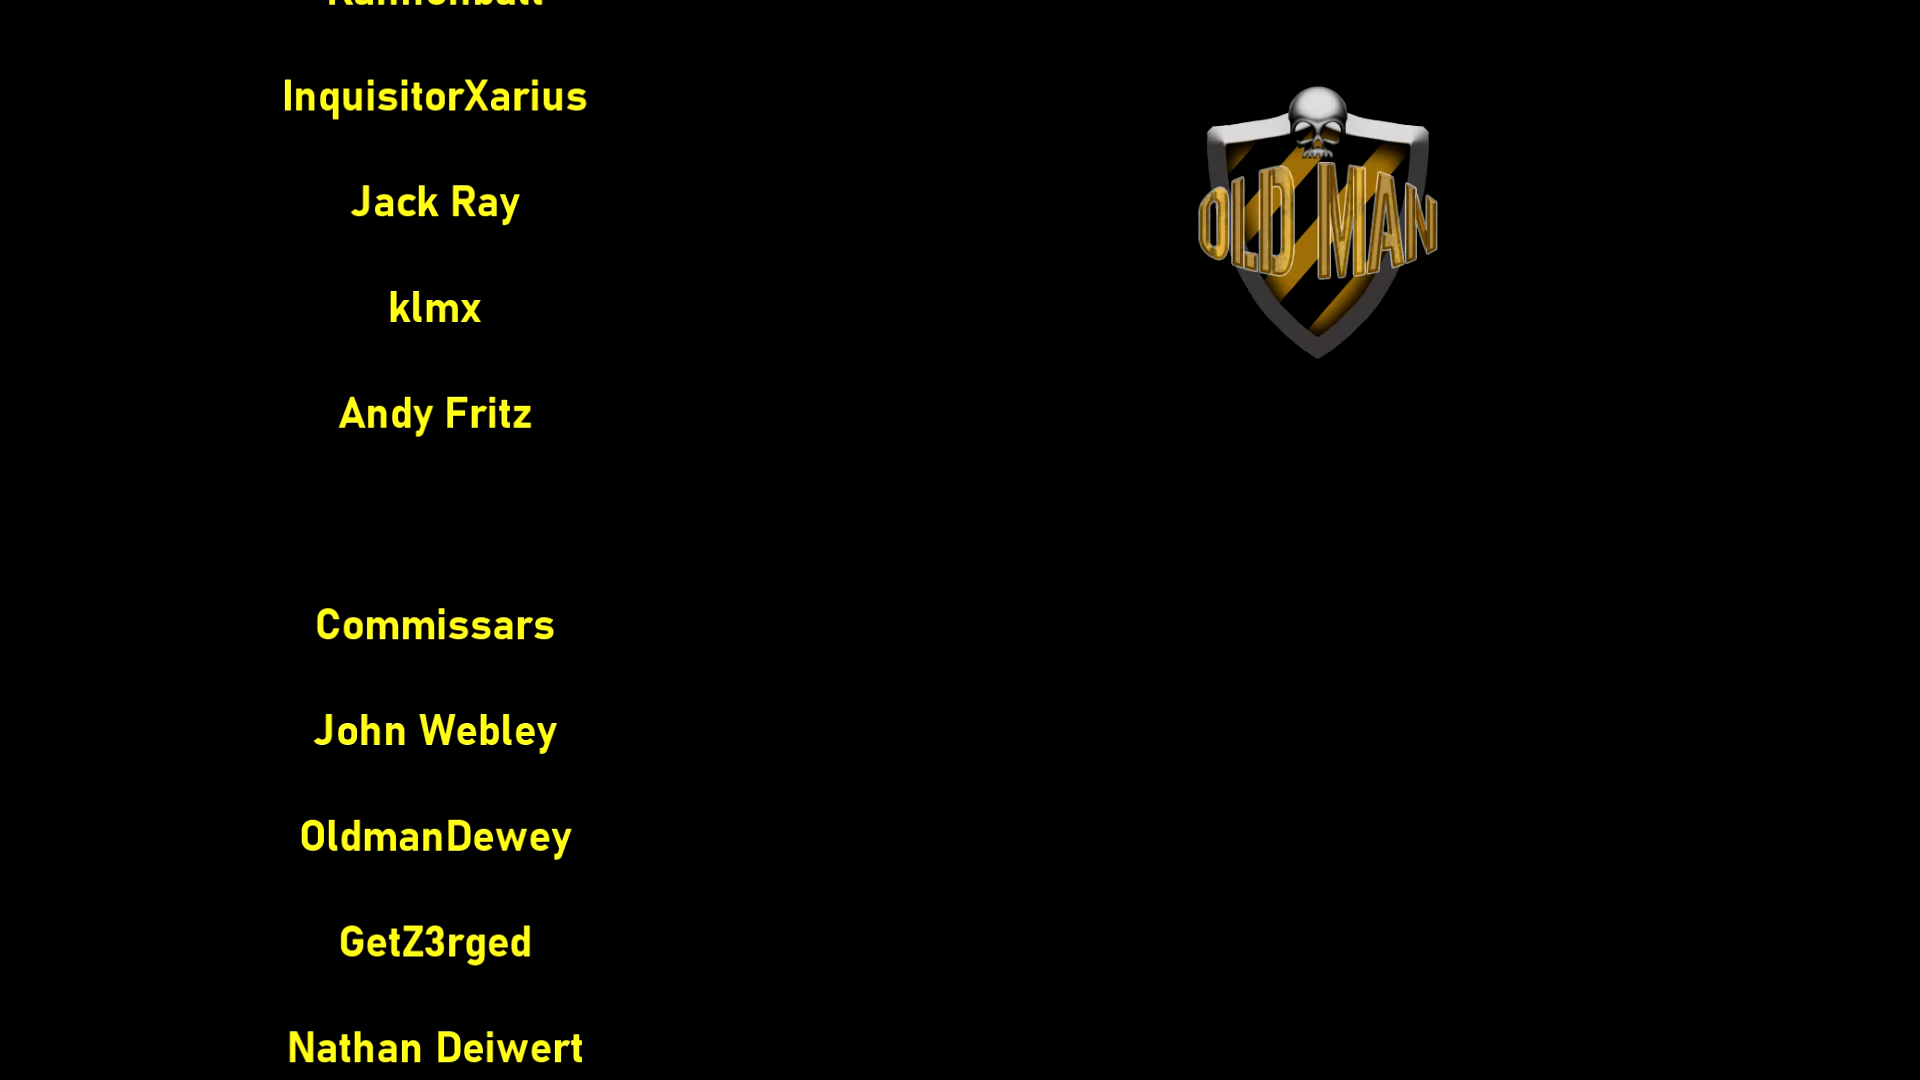 InquisitorXarius
Jack Ray
klmx
Andy Fritz
Commissars
John Webley
OldmanDewey
GetZ3rged
Nathan Deiwert
OLD MAN